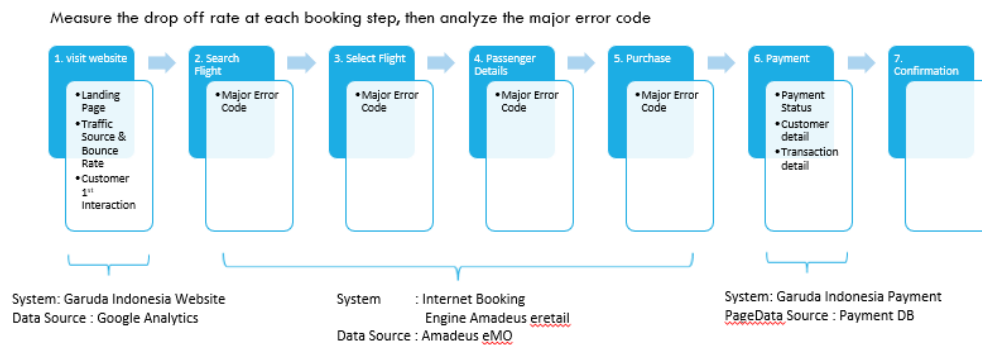 Measure the drop off rate at each booking step, then analyze the major error code
1. visit website
•Landing
Page
•Traffic
Source &
Bounce
Rate
•Customer
1st
Interaction
2. Search
Flight
•Major Error
Code
3. Select Flight
•Major Error
Code
4. Passenger
Details
•Major Error
Code
5. Purchase
•Major Error
Code
6. Payment
•Payment
Status
•Customer
detail
•Transaction
detail
7.
Confirmation
System: Garuda Indonesia Website
Data Source : Google Analytics
System : Internet Booking
Engine Amadeus eretail
Data Source : Amadeus eMO
System: Garuda Indonesia Payment
PageData Source : Payment DB